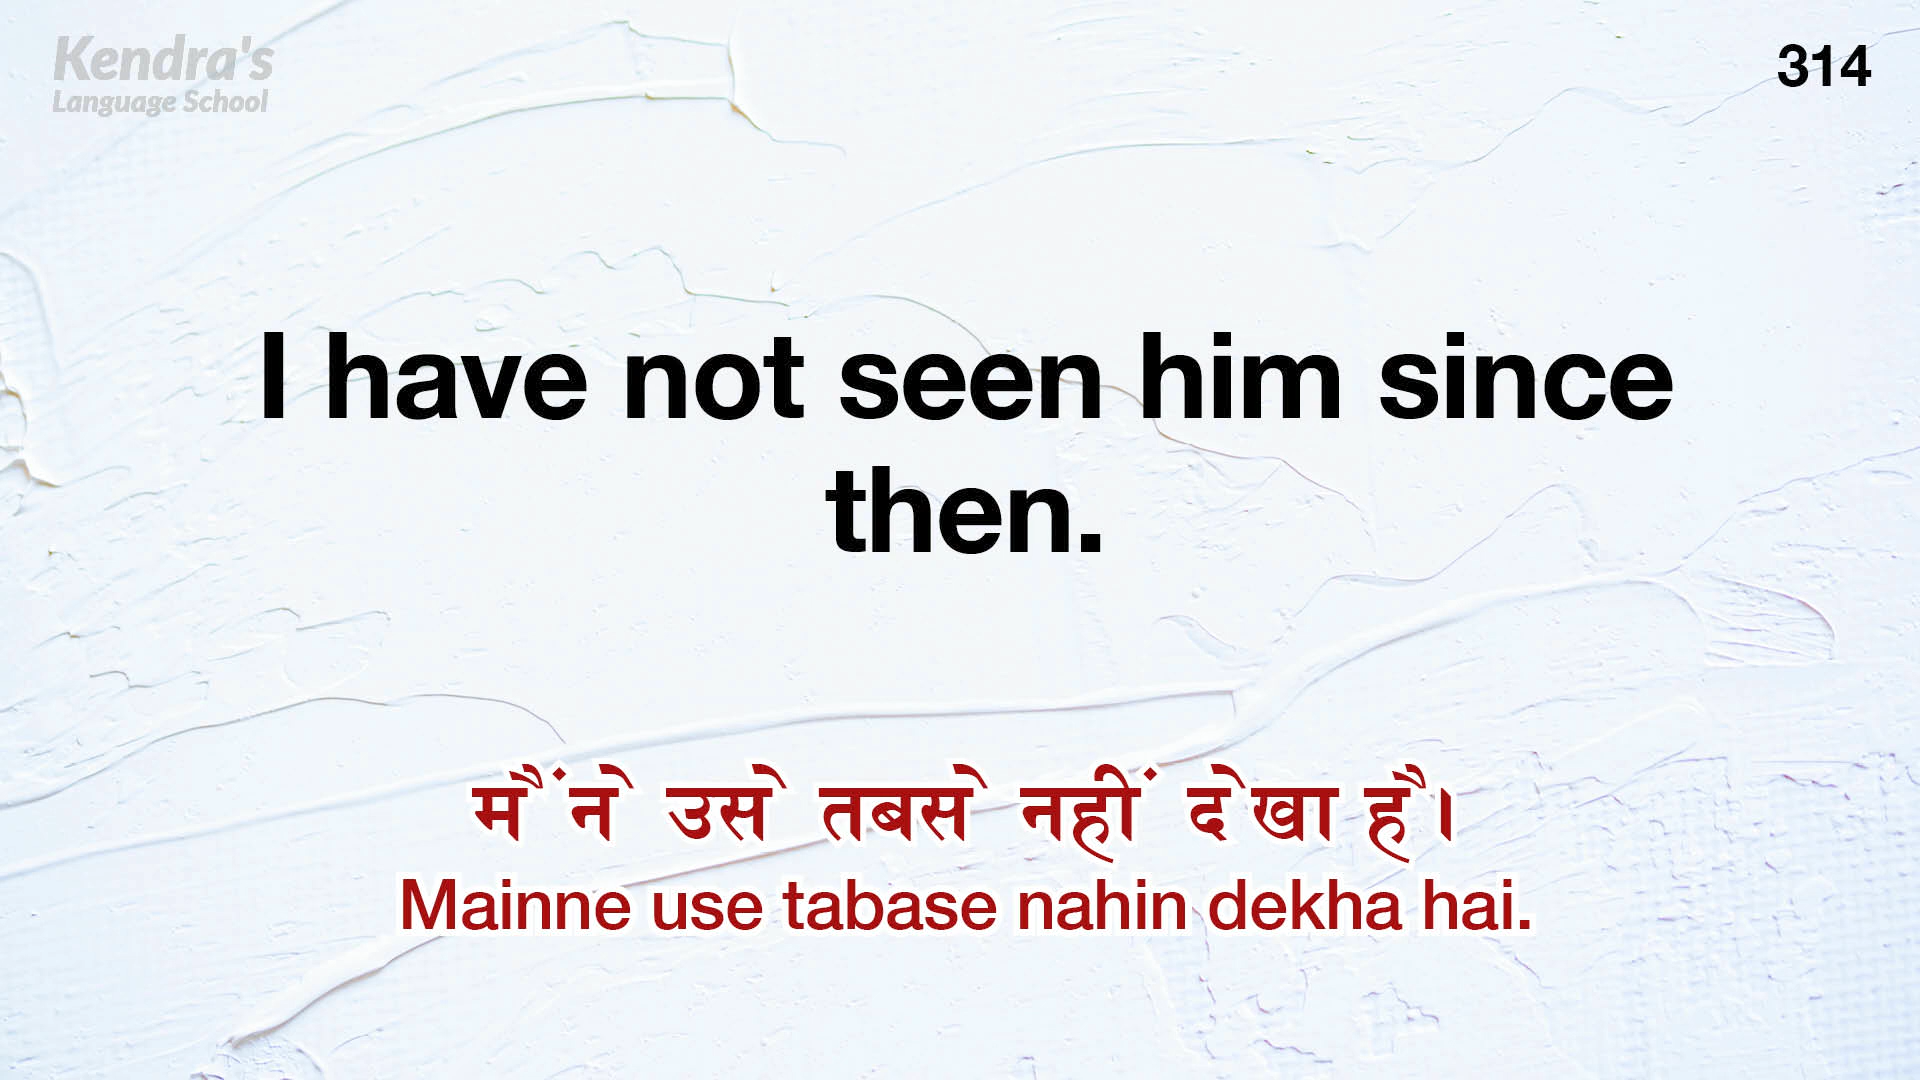 Kendra's
Language School
314
I have not seen him since
then.
मैंने उसे तबसे नहीं देखा है।
Mainne use tabase nahin dekha hai.